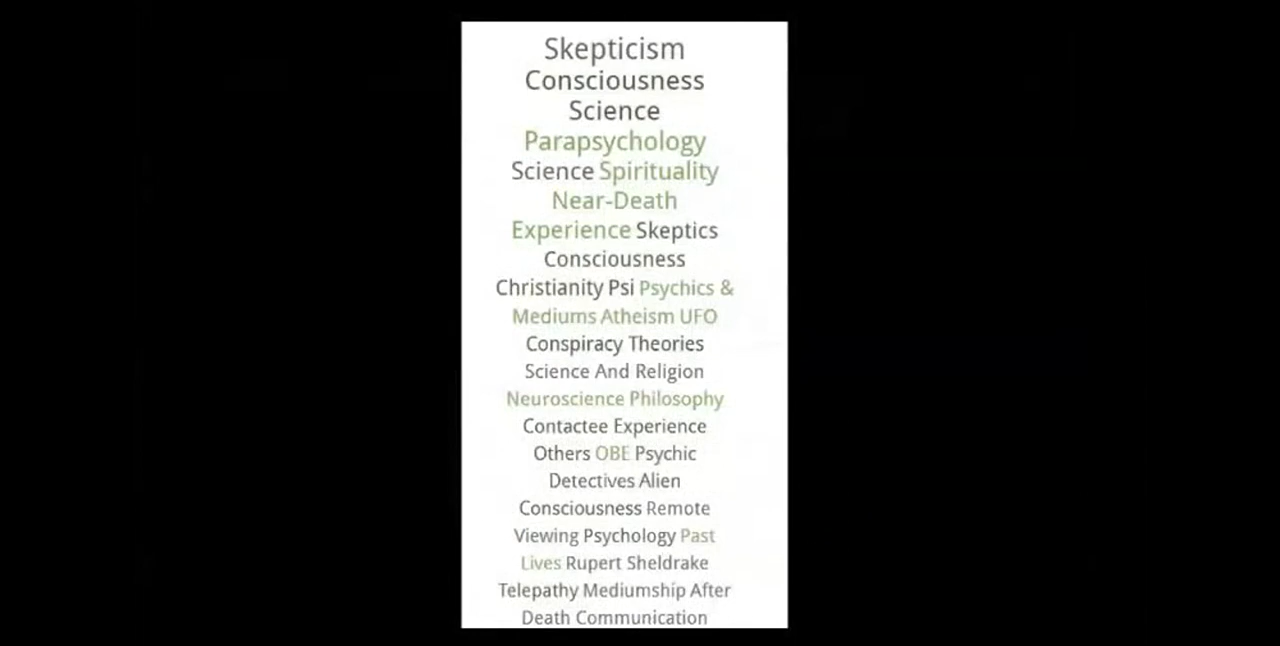 Skepticism
Consciousness
Science
Parapsychology
Science Spirituality
Near-Death
Experience Skeptics
Consciousness
Christianity Psi Psychics &
Mediums Atheism UFO
Conspiracy Theories
Science And Religion
Neuroscience Philosophy
Contactee Experience
Others OBE Psychic
Detectives Alien
Consciousness Remote
Viewing Psychology Past
Lives Rupert Sheldrake
Telepathy Mediumship After
Death Communication